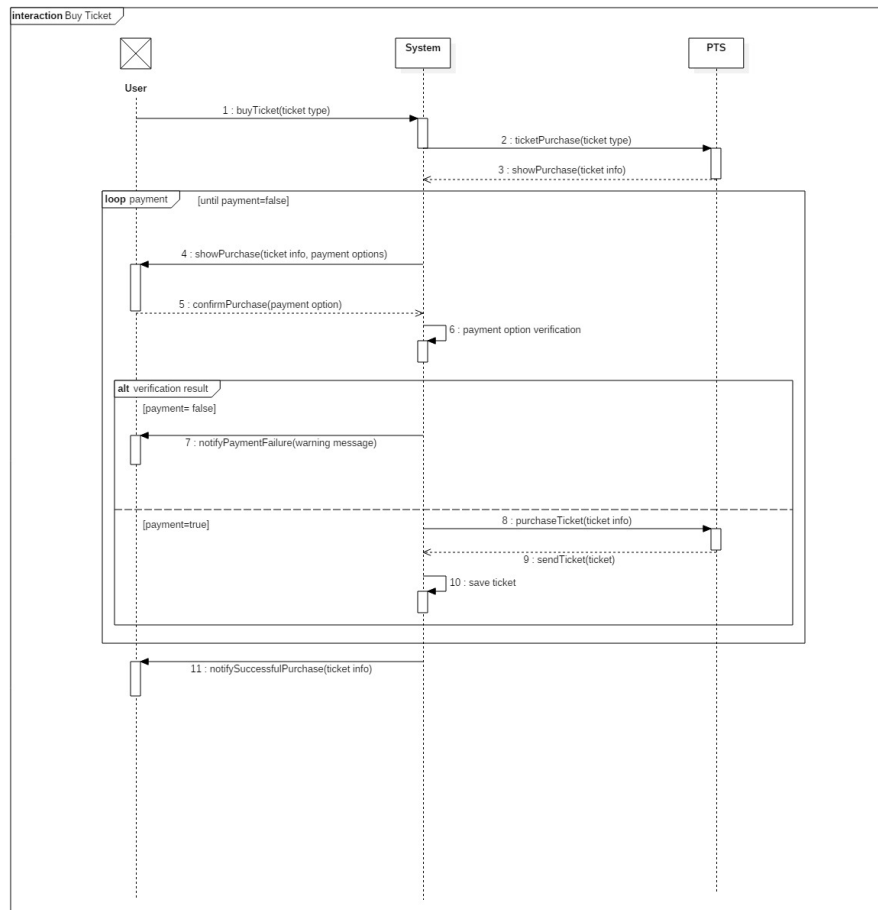 interaction Buy Ticket
System
PTS
User
1 : buyTicket(ticket type)
2 : ticketPurchase(ticket type)
3 : showPurchase(ticket info)
loop payment
[until payment=false]
4 : showPurchase(ticket info, payment options)
5 : confirmPurchase(payment option)
6 : payment option verification
alt verification result
[payment= false]
7 : notifyPaymentFailure(warning message)
[payment=true]
8 : purchaseTicket(ticket info)
9 : sendTicket(ticket)
10 : save ticket
11 : notifySuccessfulPurchase(ticket info)